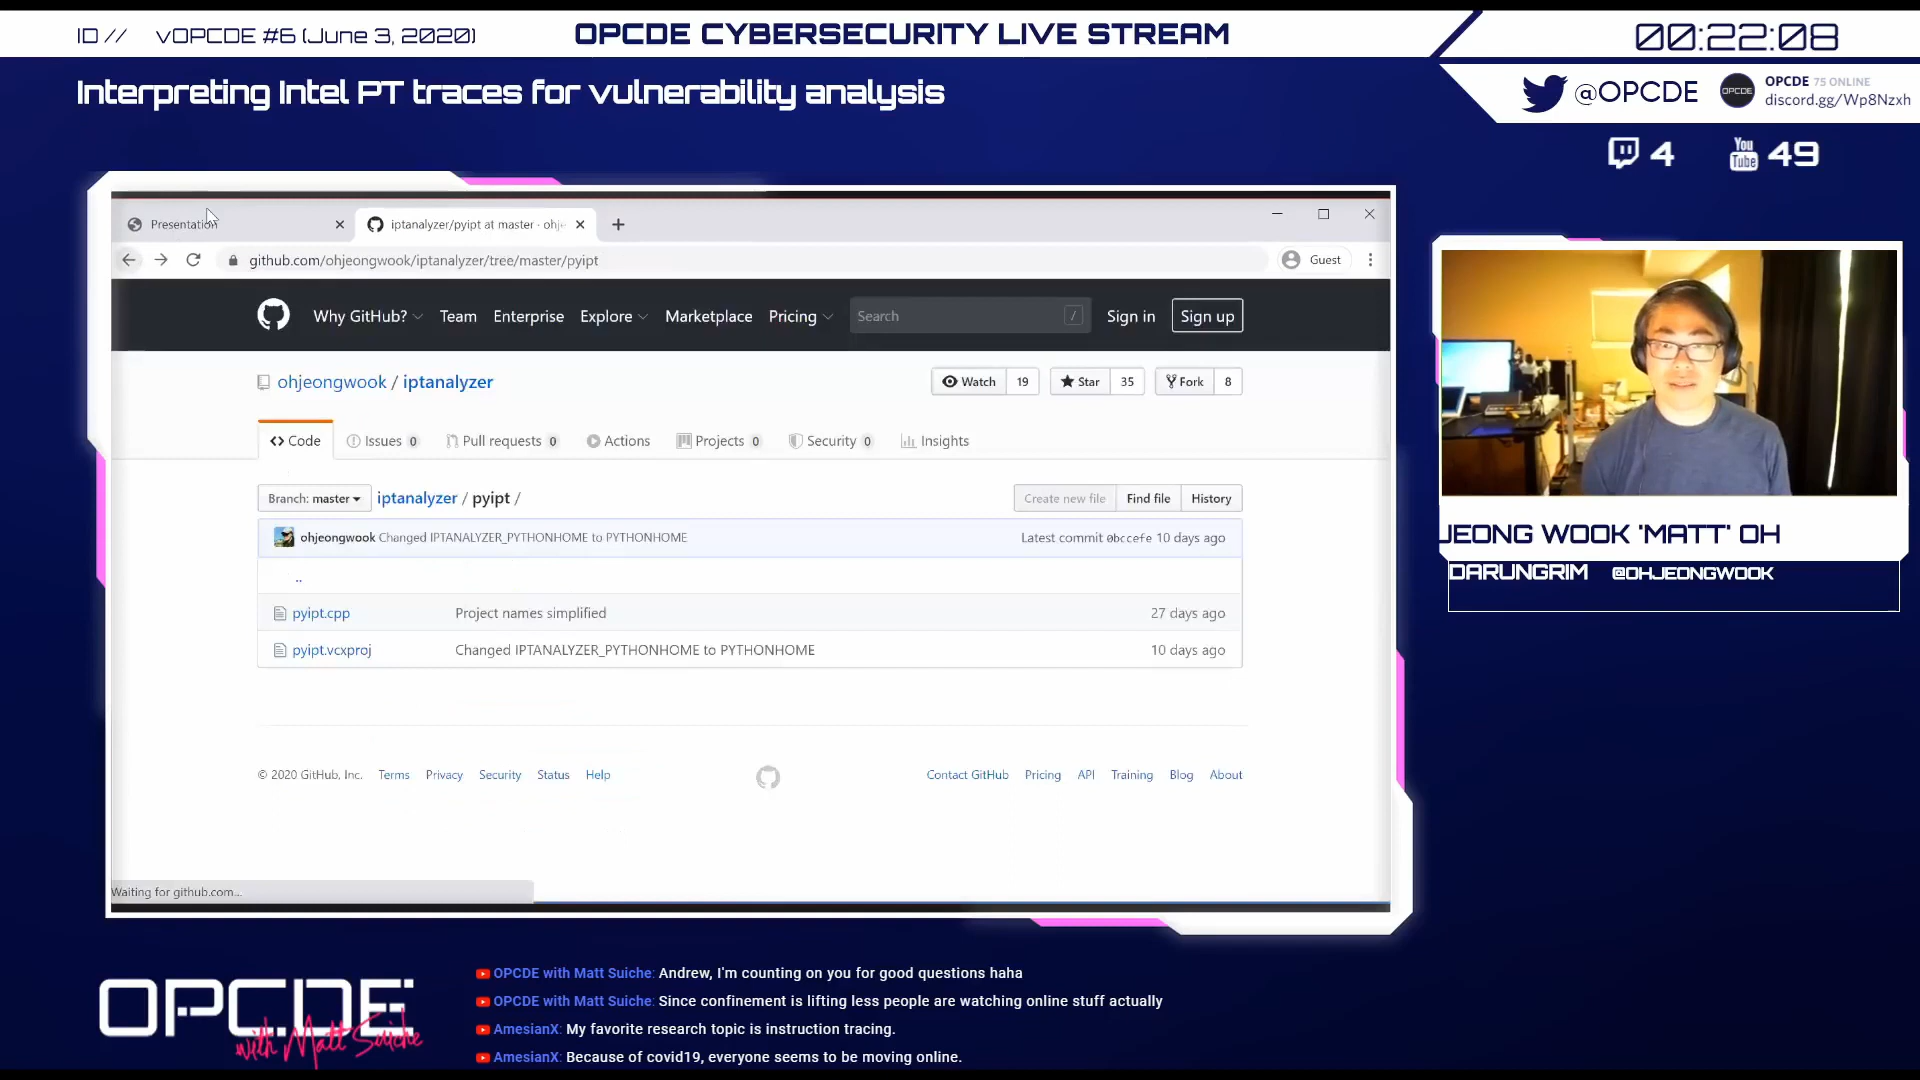 ID // vOPCDE #6 (June 3, 2020)
OPCDE CYBERSECURITY LIVE STREAM
00:22:08
Interpreting Intel PT traces for vulnerability analysis
@OPCDE
OPCDE
OPCDE 75 ONLINE
discord.gg/Wp8Nzxh
4
You Tube 49
Presentation
iptanalyzer/pyipt at master · ohj
github.com/ohjeongwook/iptanalyzer/tree/master/pyipt
Guest
Why GitHub? Team Enterprise Explore Marketplace Pricing Search / Sign in Sign up
ohjeongwook / iptanalyzer
Watch 19 Star 35 Fork 8
<> Code Issues 0 Pull requests 0 Actions Projects 0 Security 0 Insights
Branch: master iptanalyzer / pyipt /
Create new file Find file History
ohjeongwook Changed IPTANALYZER_PYTHONHOME to PYTHONHOME
Latest commit 0bccefe 10 days ago
..
pyipt.cpp Project names simplified 27 days ago
pyipt.vcxproj Changed IPTANALYZER_PYTHONHOME to PYTHONHOME 10 days ago
© 2020 GitHub, Inc. Terms Privacy Security Status Help
Contact GitHub Pricing API Training Blog About
Waiting for github.com...
JEONG WOOK 'MATT' OH
DARUNGRIM @OHJEONGWOOK
OPCDE
with Matt Suiche
OPCDE with Matt Suiche: Andrew, I'm counting on you for good questions haha
OPCDE with Matt Suiche: Since confinement is lifting less people are watching online stuff actually
AmesianX: My favorite research topic is instruction tracing.
AmesianX: Because of covid19, everyone seems to be moving online.